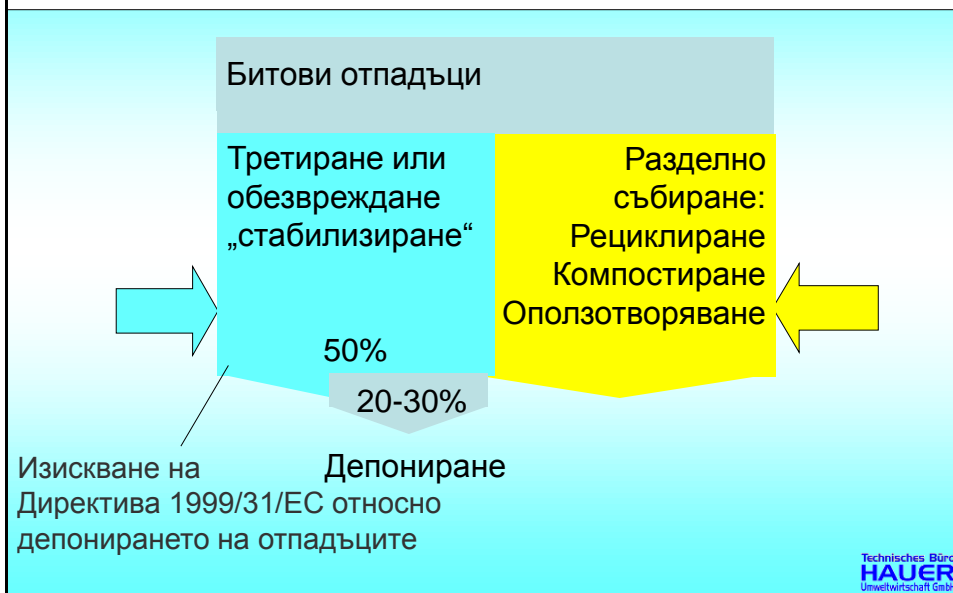 Битови отпадъци
Третиране или
обезвреждане
„стабилизиране“
50%
Разделно
събиране:
Рециклиране
Компостиране
Оползотворяване
20-30%
Депониране
Изискване на
Директива 1999/31/ЕС относно
депонирането на отпадъците
Technisches Büro
HAUER
Umweltwirtschaft GmbH